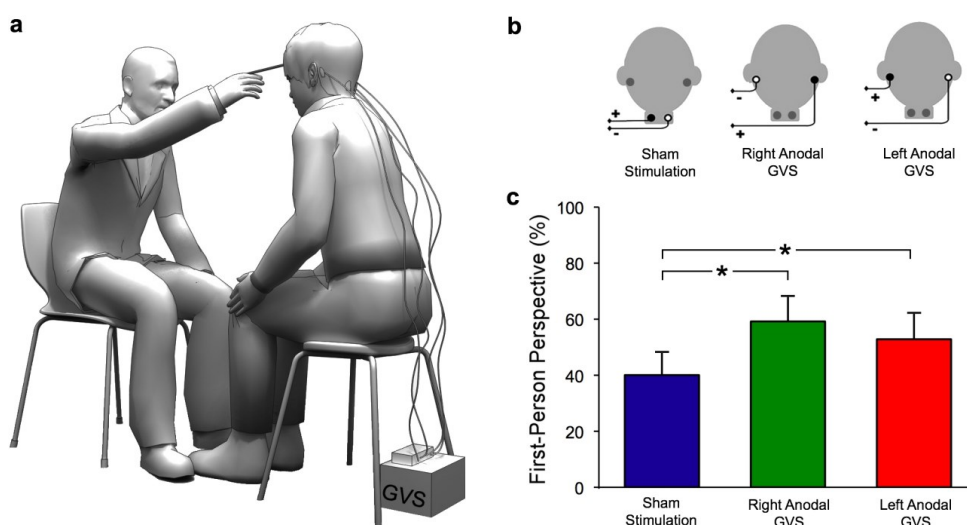 a
GVS
b
+
-
-
+
+
-
Sham
Stimulation
Right Anodal
GVS
Left Anodal
GVS
c
First-Person Perspective (%)
100
80
60
40
20
0
*
*
Sham
Stimulation
Right Anodal
GVS
Left Anodal
GVS